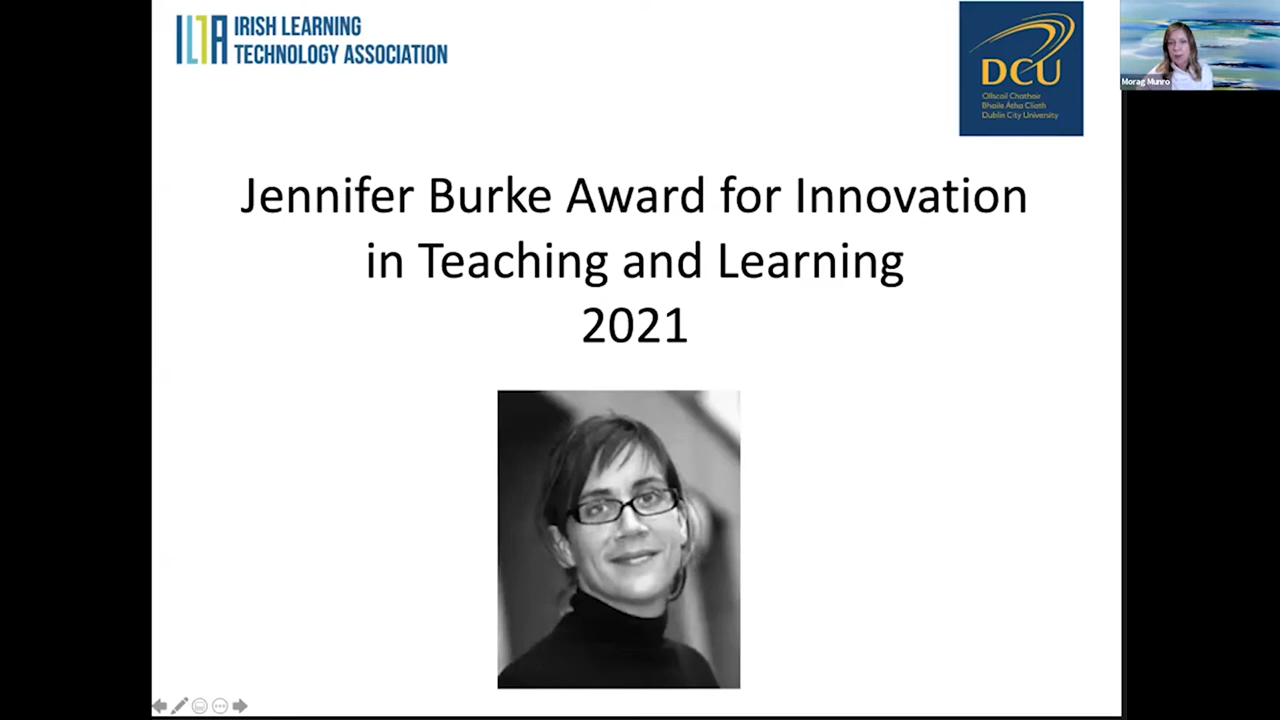 ILTA IRISH LEARNING
TECHNOLOGY ASSOCIATION
DCU
Ollscoil Chathair
Bhaile Átha Cliath
Dublin City University
Morag Munro
Jennifer Burke Award for Innovation
in Teaching and Learning
2021